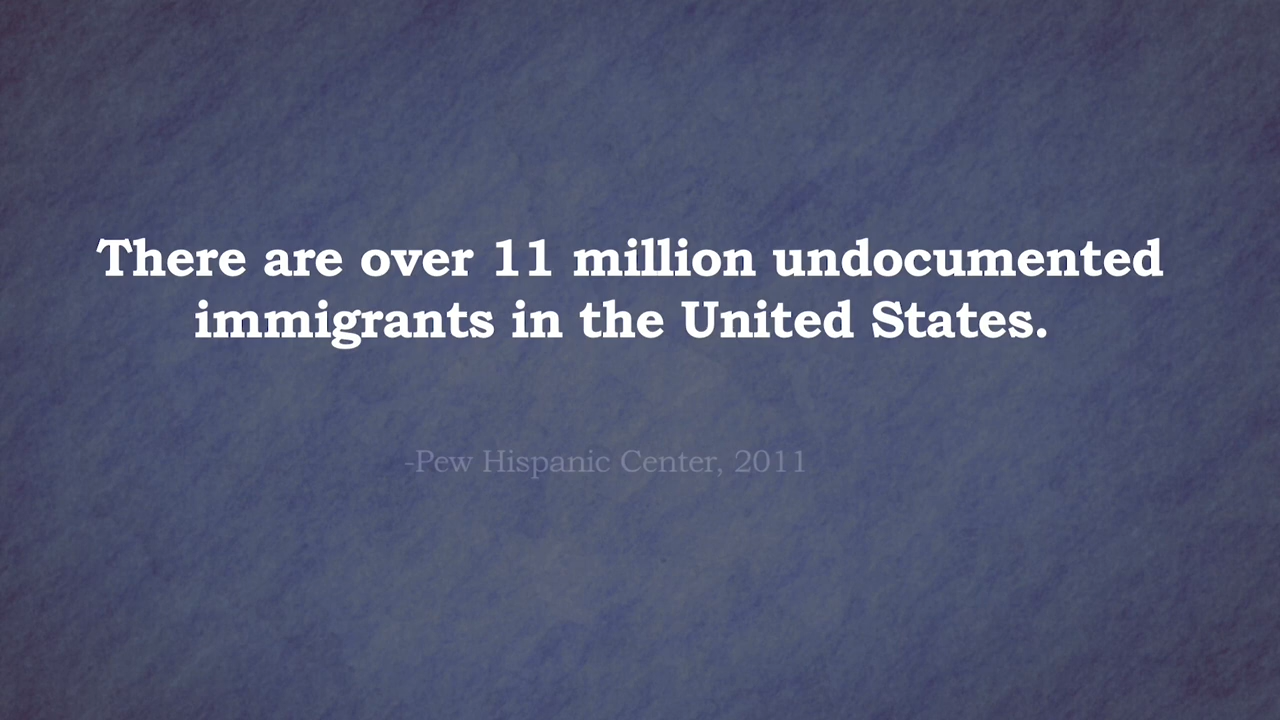 There are over 11 million undocumented
immigrants in the United States.
-Pew Hispanic Center, 2011